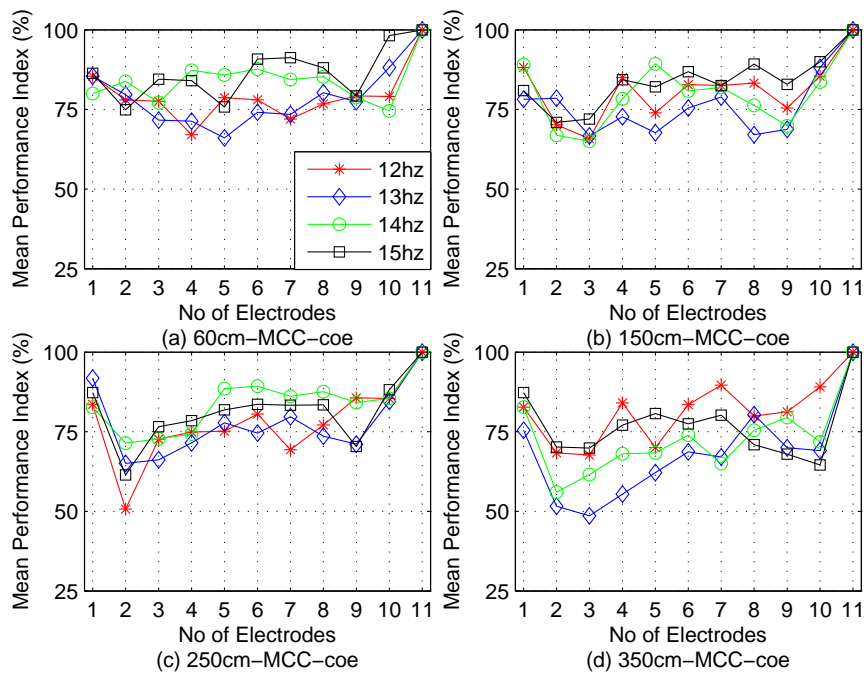 Mean Performance Index (%)
100
75
50
25
1 2 3 4 5 6 7 8 9 10 11
No of Electrodes
(a) 60cm−MCC−coe
12hz
13hz
14hz
15hz
Mean Performance Index (%)
100
75
50
25
1 2 3 4 5 6 7 8 9 10 11
No of Electrodes
(b) 150cm−MCC−coe
Mean Performance Index (%)
100
75
50
25
1 2 3 4 5 6 7 8 9 10 11
No of Electrodes
(c) 250cm−MCC−coe
Mean Performance Index (%)
100
75
50
25
1 2 3 4 5 6 7 8 9 10 11
No of Electrodes
(d) 350cm−MCC−coe